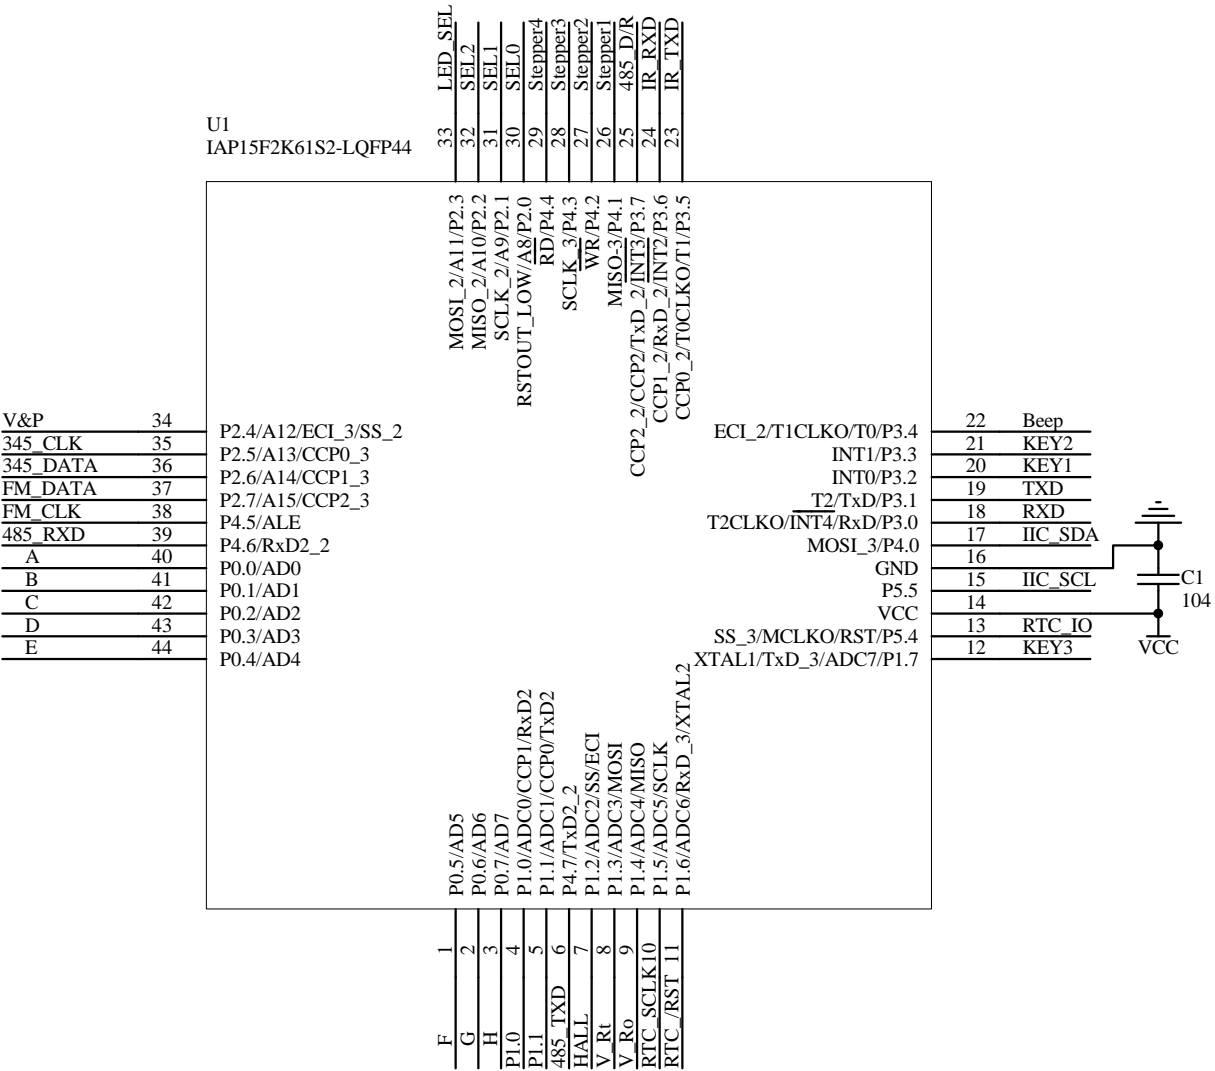 U1
IAP15F2K61S2-LQFP44
LED_SEL
SEL2
SEL1
SEL0
Stepper4
Stepper3
Stepper2
Stepper1
485_D/R
IR_RXD
IR_TXD
33
32
31
30
29
28
27
26
25
24
23
MOSI_2/A11/P2.3
MISO_2/A10/P2.2
SCLK_2/A9/P2.1
RSTOUT_LOW/A8/P2.0
RD/P4.4
SCLK_3/P4.3
WR/P4.2
MISO-3/P4.1
CCP2_2/CCP2/TxD_2/INT3/P3.7
CCP1_2/RxD_2/INT2/P3.6
CCP0_2/T0CLKO/T1/P3.5
V&P 34 P2.4/A12/ECI_3/SS_2
345_CLK 35 P2.5/A13/CCP0_3
345_DATA 36 P2.6/A14/CCP1_3
FM_DATA 37 P2.7/A15/CCP2_3
FM_CLK 38 P4.5/ALE
485_RXD 39 P4.6/RxD2_2
A 40 P0.0/AD0
B 41 P0.1/AD1
C 42 P0.2/AD2
D 43 P0.3/AD3
E 44 P0.4/AD4
ECI_2/T1CLKO/T0/P3.4 22 Beep
INT1/P3.3 21 KEY2
INT0/P3.2 20 KEY1
T2/TxD/P3.1 19 TXD
T2CLKO/INT4/RxD/P3.0 18 RXD
MOSI_3/P4.0 17 IIC_SDA
GND 16
P5.5 15 IIC_SCL
VCC 14
SS_3/MCLKO/RST/P5.4 13 RTC_IO
XTAL1/TxD_3/ADC7/P1.7 12 KEY3
C1
104
VCC
P0.5/AD5
P0.6/AD6
P0.7/AD7
P1.0/ADC0/CCP1/RxD2
P1.1/ADC1/CCP0/TxD2
P4.7/TxD2_2
P1.2/ADC2/SS/ECI
P1.3/ADC3/MOSI
P1.4/ADC4/MISO
P1.5/ADC5/SCLK
P1.6/ADC6/RxD_3/XTAL2
1
2
3
4
5
6
7
8
9
10
11
F
G
H
P1.0
P1.1
485_TXD
HALL
V_Rt
V_Ro
RTC_SCLK
RTC_/RST